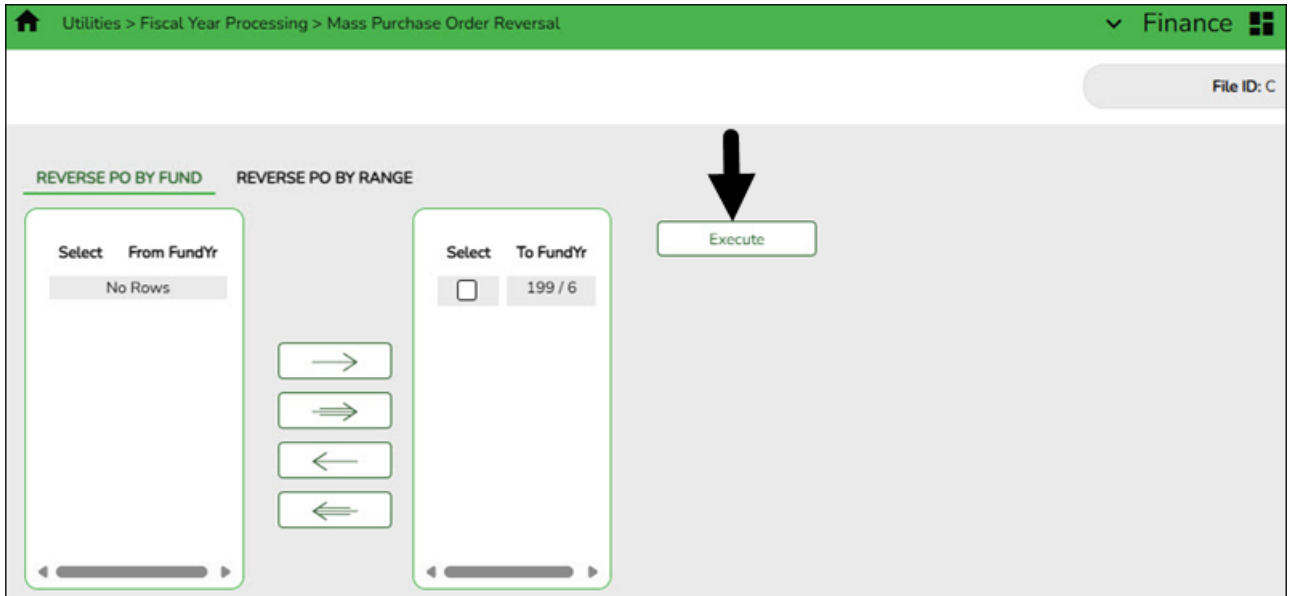 Utilities > Fiscal Year Processing > Mass Purchase Order Reversal
Finance
File ID: C
REVERSE PO BY FUND
REVERSE PO BY RANGE
Select From FundYr
No Rows
Select To FundYr
199 / 6
Execute